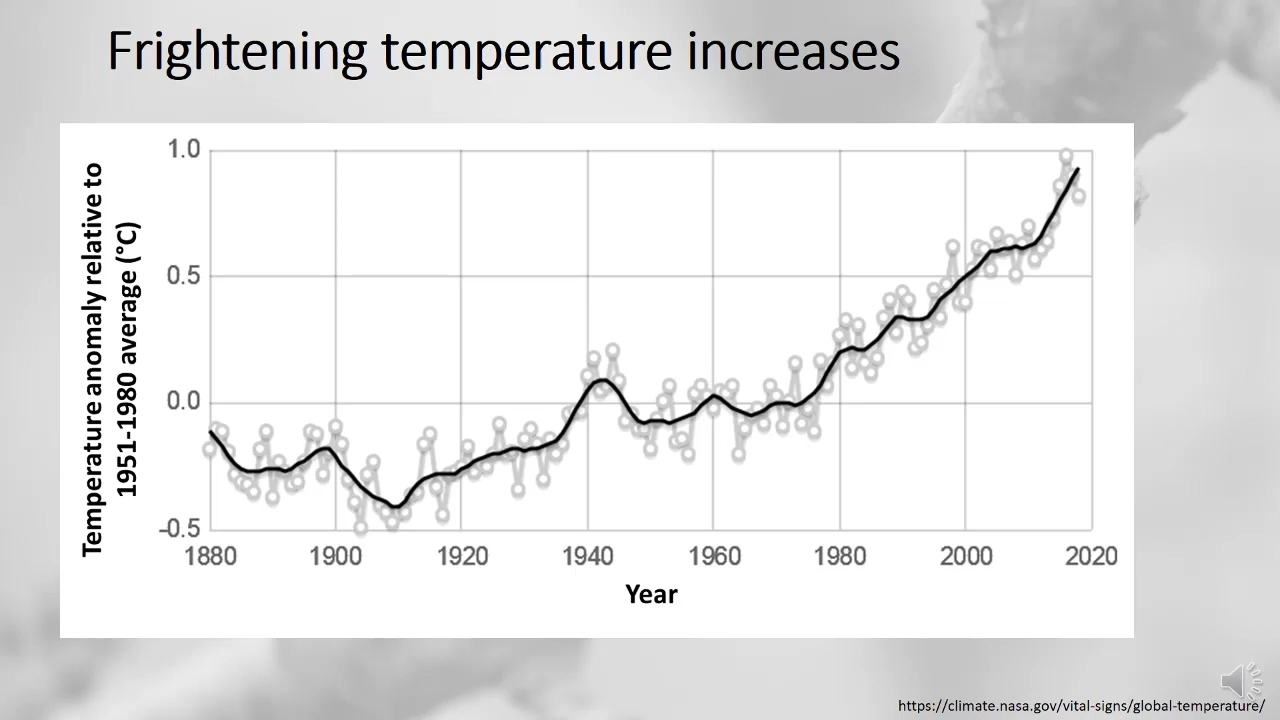 Frightening temperature increases
Temperature anomaly relative to
1951-1980 average (°C)
1.0
0.5
0.0
-0.5
1880 1900 1920 1940 1960 1980 2000 2020
Year
https://climate.nasa.gov/vital-signs/global-temperature/